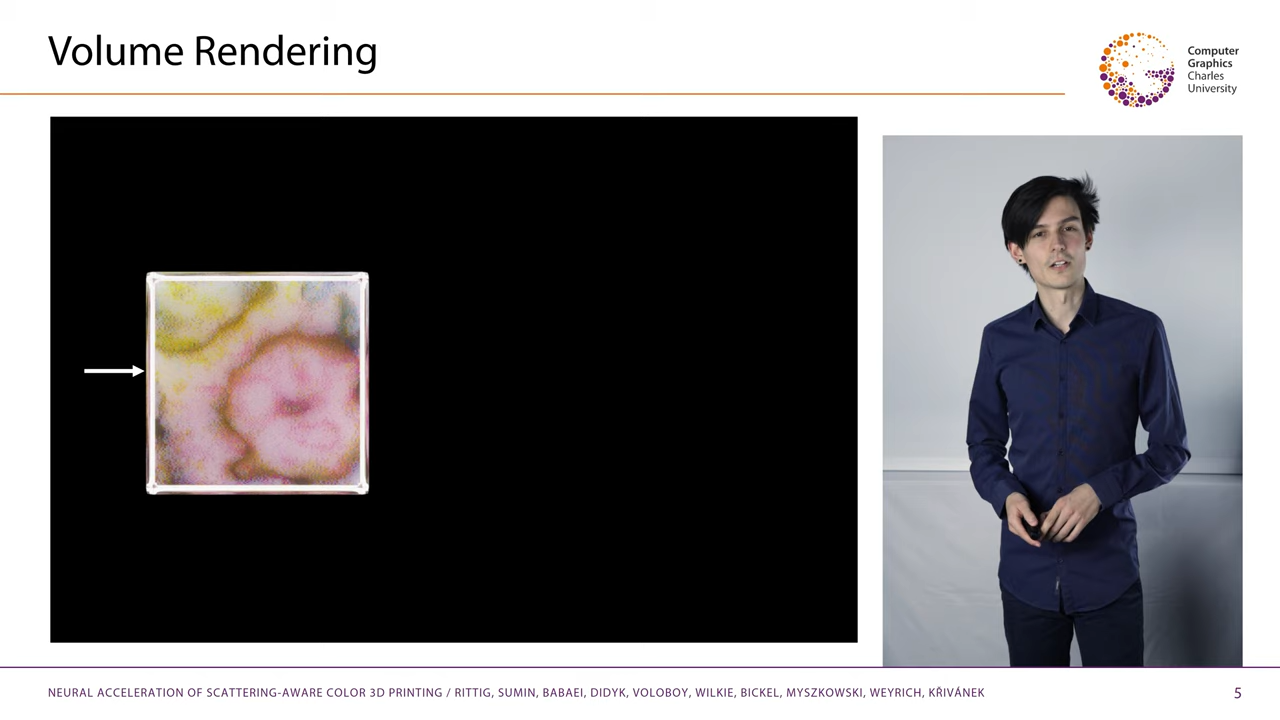 Volume Rendering
Computer
Graphics
Charles
University
NEURAL ACCELERATION OF SCATTERING-AWARE COLOR 3D PRINTING / RITTIG, SUMIN, BABAEI, DIDYK, VOLOBOY, WILKIE, BICKEL, MYSZKOWSKI, WEYRICH, KŘIVÁNEK
5